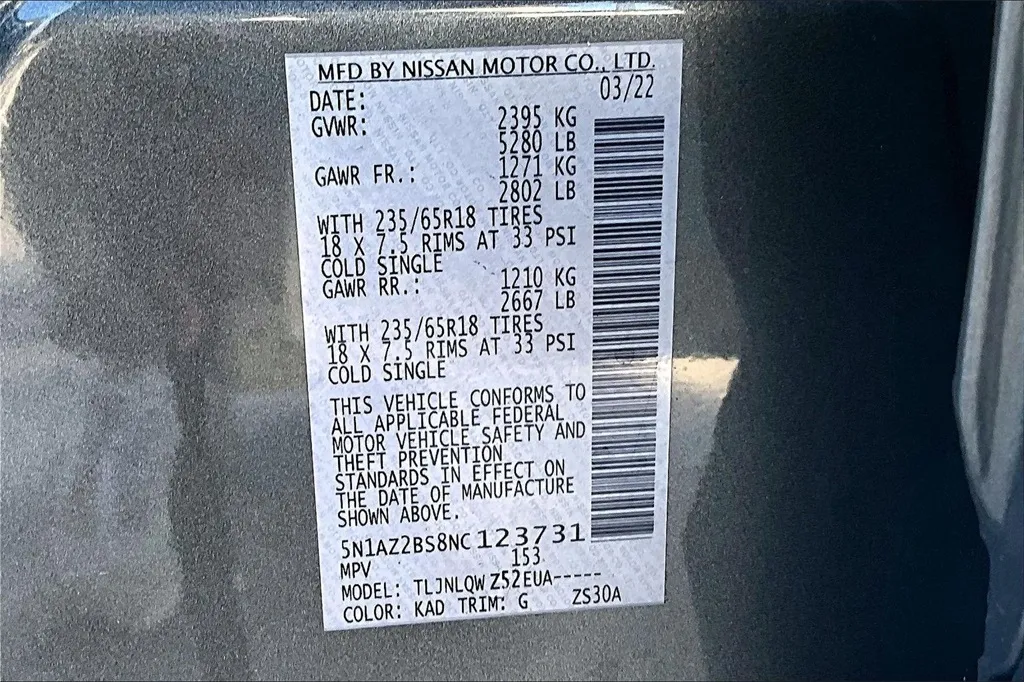 MFD BY NISSAN MOTOR CO., LTD.
DATE: 03/22
GVWR: 2395 KG
5280 LB
GAWR FR.: 1271 KG
2802 LB
WITH 235/65R18 TIRES
18 X 7.5 RIMS AT 33 PSI
COLD SINGLE
GAWR RR.: 1210 KG
2667 LB
WITH 235/65R18 TIRES
18 X 7.5 RIMS AT 33 PSI
COLD SINGLE
THIS VEHICLE CONFORMS TO
ALL APPLICABLE FEDERAL
MOTOR VEHICLE SAFETY AND
THEFT PREVENTION
STANDARDS IN EFFECT ON
THE DATE OF MANUFACTURE
SHOWN ABOVE.
5N1AZ2BS8NC123731
MPV 153
MODEL: TLJNLQWZ52EUA-----
COLOR: KAD TRIM: G ZS30A